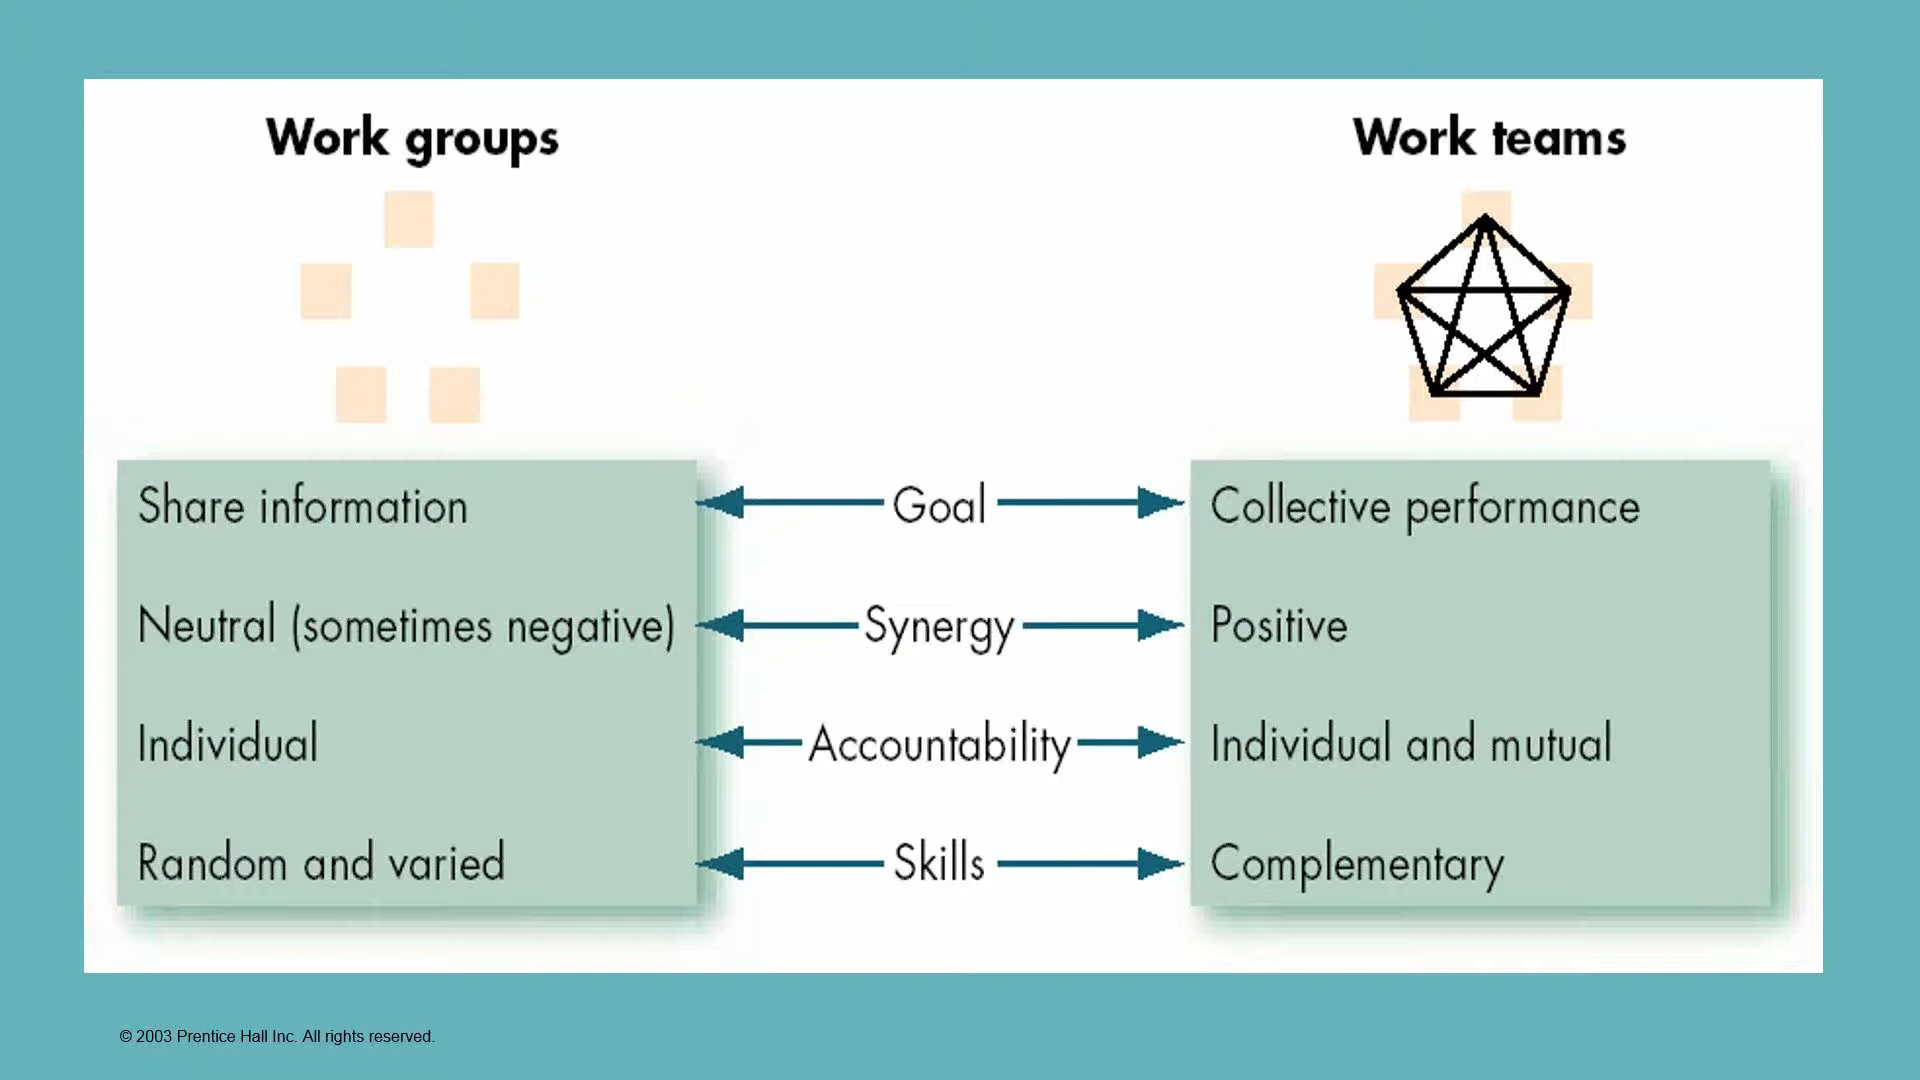 Work groups
Work teams
Share information
Goal
Collective performance
Neutral (sometimes negative)
Synergy
Positive
Individual
Accountability
Individual and mutual
Random and varied
Skills
Complementary
© 2003 Prentice Hall Inc. All rights reserved.